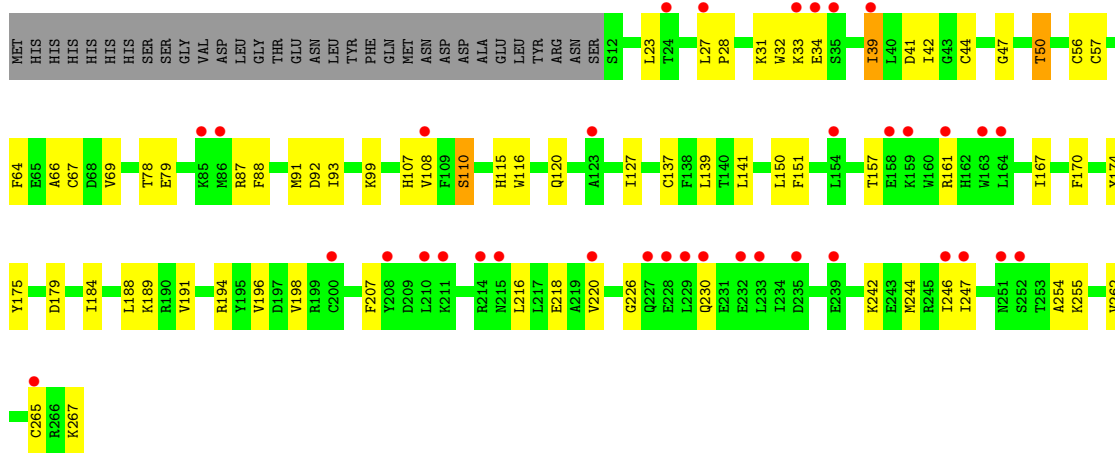 MET HIS HIS HIS HIS HIS HIS SER SER GLY VAL ASP LEU GLY THR GLU ASN LEU TYR PHE GLN MET ASN ASP ASP ALA GLU LEU TYR ARG ASN SER S12 L23 T24 L27 P28 K31 W32 K33 E34 S35 I39 L40 D41 I42 G43 C44 G47 T50 C56 C57
F64 E65 A66 C67 D68 V69 T78 E79 K85 M86 R87 F88 M91 D92 I93 K99 H107 V108 F109 S110 H115 W116 Q120 A123 I127 C137 F138 L139 T140 L141 L150 F151 L154 T157 E158 K159 W160 R161 H162 W163 L164 I167 F170
Y175 D179 I184 L188 K189 R190 V191 R194 Y195 V196 D197 V198 R199 C200 F207 Y208 D209 L210 K211 R214 N215 L216 L217 E218 A219 V220 G226 Q227 E228 L229 Q230 E231 E232 L233 I234 D235 E239 K242 E243 M244 R245 I246 I247 N251 S252 T253 A254 K255
C265 R266 K267